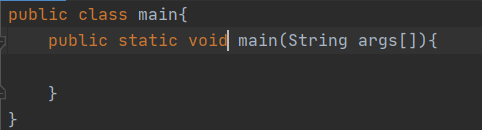 public class main{
    public static void main(String args[]){
    }
}